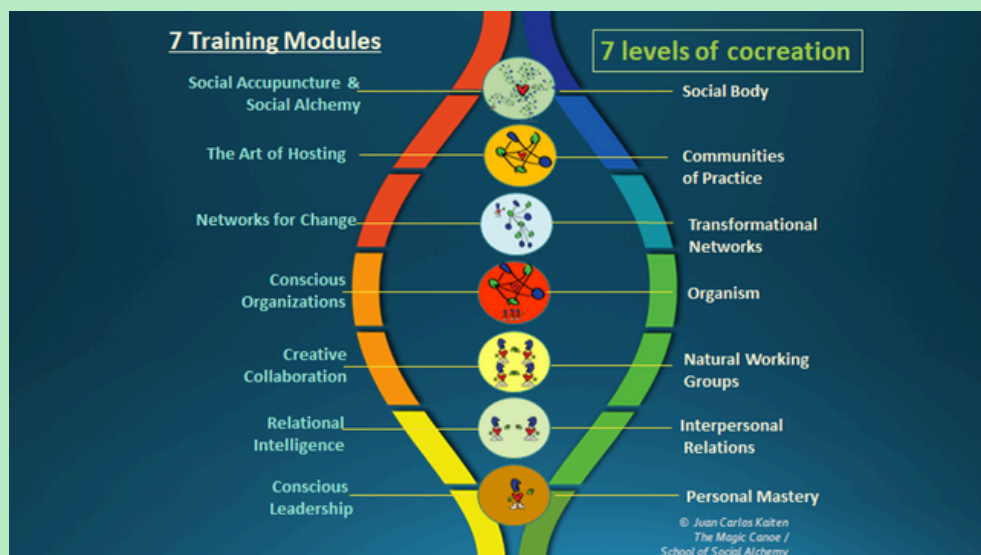 7 Training Modules
7 levels of cocreation
Social Accupuncture &
Social Alchemy
Social Body
The Art of Hosting
Communities
of Practice
Networks for Change
Transformational
Networks
Conscious
Organizations
Organism
Creative
Collaboration
Natural Working
Groups
Relational
Intelligence
Interpersonal
Relations
Conscious
Leadership
Personal Mastery
© Juan Carlos Kaiten
The Magic Canoe /
School of Social Alchemy